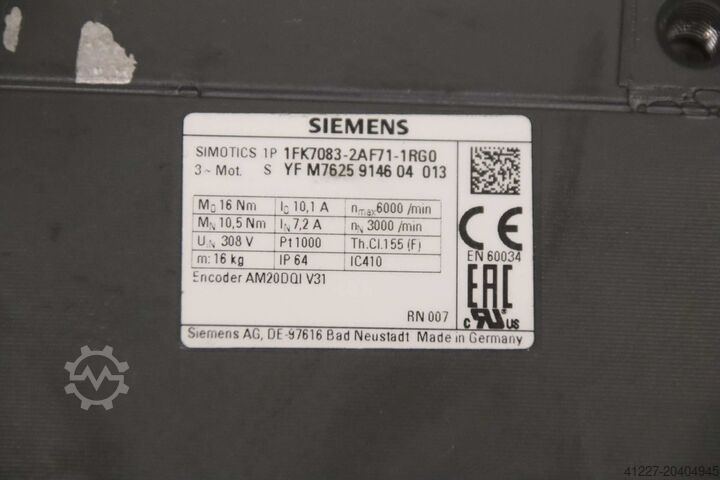 SIEMENS
SIMOTICS 1P 1FK7083-2AF71-1RG0
3~ Mot. S YF M7625 9146 04 013
M0 16 Nm I0 10,1 A nmax 6000 /min
MN 10,5 Nm IN 7,2 A nN 3000 /min
UIN 308 V Pt1000 Th.Cl.155 (F)
m: 16 kg IP 64 IC410
Encoder AM20DQI V31
RN 007
CE
EN 60034
EAC
c RU us
Siemens AG, DE-97616 Bad Neustadt Made in Germany
41227-20404945